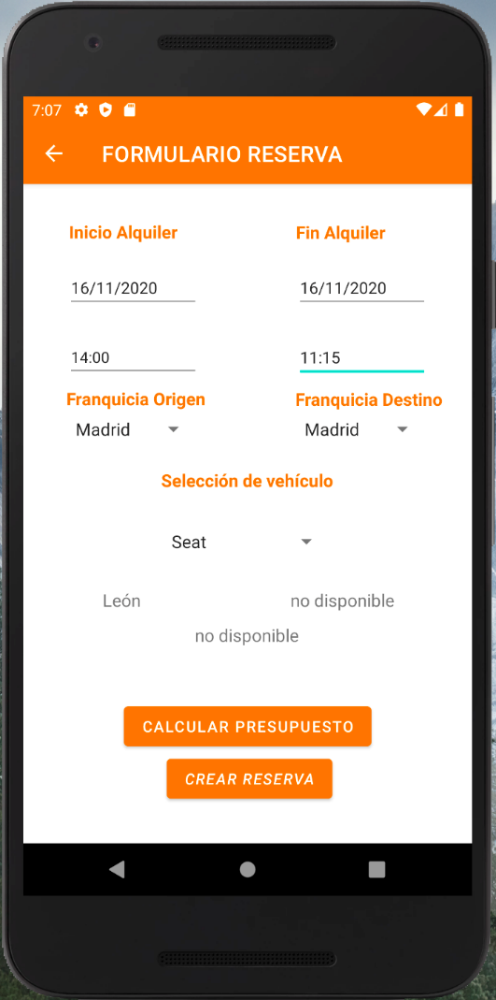 7:07
FORMULARIO RESERVA
Inicio Alquiler Fin Alquiler
16/11/2020 16/11/2020
14:00 11:15
Franquicia Origen Franquicia Destino
Madrid Madrid
Selección de vehículo
Seat
León no disponible
no disponible
CALCULAR PRESUPUESTO
CREAR RESERVA